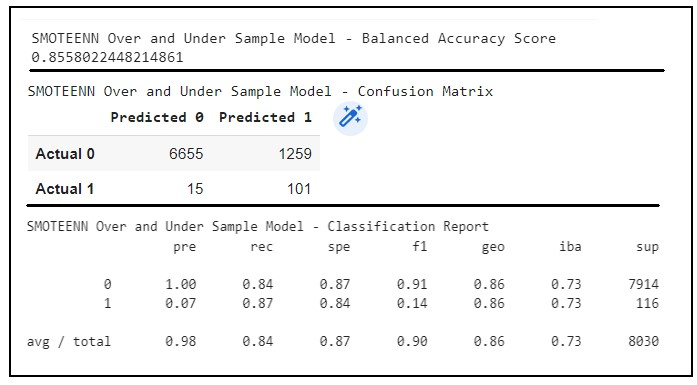 SMOTEENN Over and Under Sample Model - Balanced Accuracy Score
0.8558022448214861
SMOTEENN Over and Under Sample Model - Confusion Matrix
Predicted 0 Predicted 1
Actual 0 6655 1259
Actual 1 15 101
SMOTEENN Over and Under Sample Model - Classification Report
pre rec spe f1 geo iba sup
0 1.00 0.84 0.87 0.91 0.86 0.73 7914
1 0.07 0.87 0.84 0.14 0.86 0.73 116
avg / total 0.98 0.84 0.87 0.90 0.86 0.73 8030